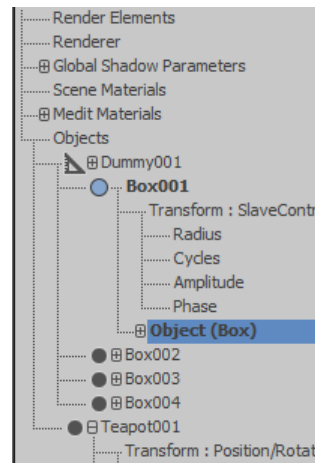 Render Elements
Renderer
Global Shadow Parameters
Scene Materials
Medit Materials
Objects
Dummy001
Box001
Transform : SlaveContr
Radius
Cycles
Amplitude
Phase
Object (Box)
Box002
Box003
Box004
Teapot001
Transform : Position/Rotat